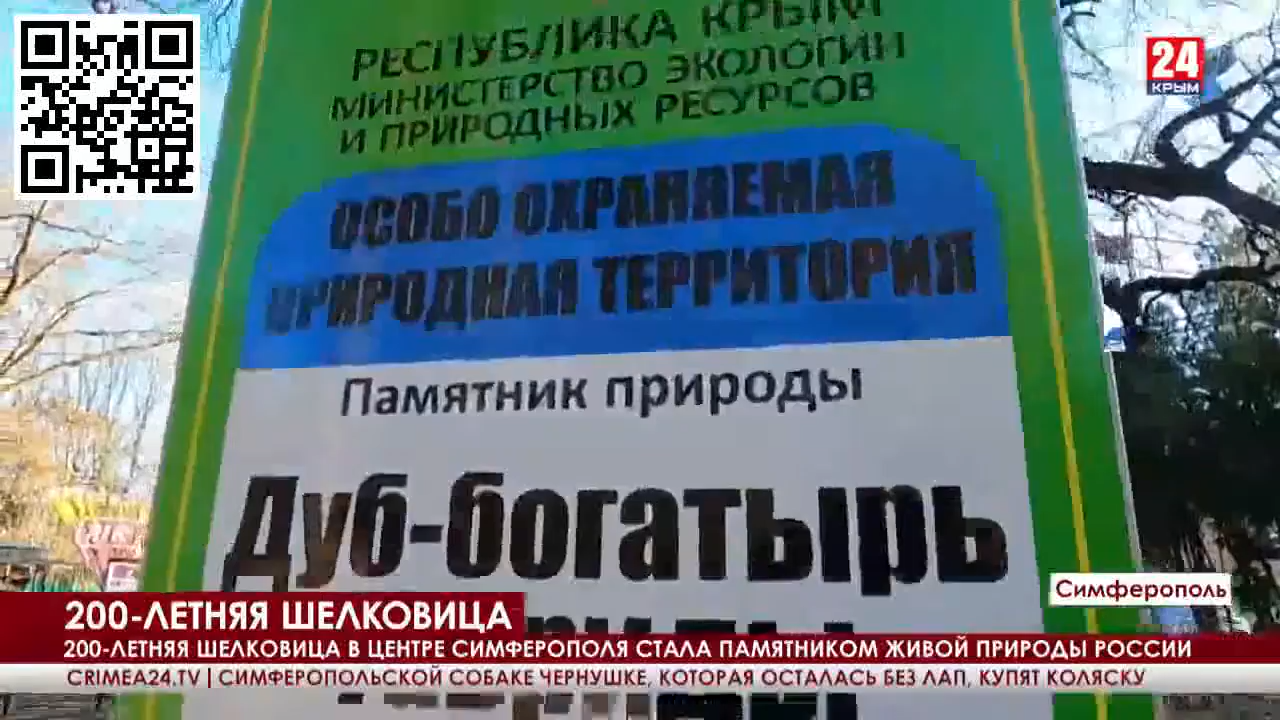 РЕСПУБЛИКА КРЫМ
МИНИСТЕРСТВО ЭКОЛОГИИ
И ПРИРОДНЫХ РЕСУРСОВ
ОСОБО ОХРАНЯЕМАЯ
ПРИРОДНАЯ ТЕРРИТОРИЯ
Памятник природы
Дуб-богатырь
24
КРЫМ
Симферополь
200-ЛЕТНЯЯ ШЕЛКОВИЦА
200-ЛЕТНЯЯ ШЕЛКОВИЦА В ЦЕНТРЕ СИМФЕРОПОЛЯ СТАЛА ПАМЯТНИКОМ ЖИВОЙ ПРИРОДЫ РОССИИ
CRIMEA24.TV | СИМФЕРОПОЛЬСКОЙ СОБАКЕ ЧЕРНУШКЕ, КОТОРАЯ ОСТАЛАСЬ БЕЗ ЛАП, КУПЯТ КОЛЯСКУ